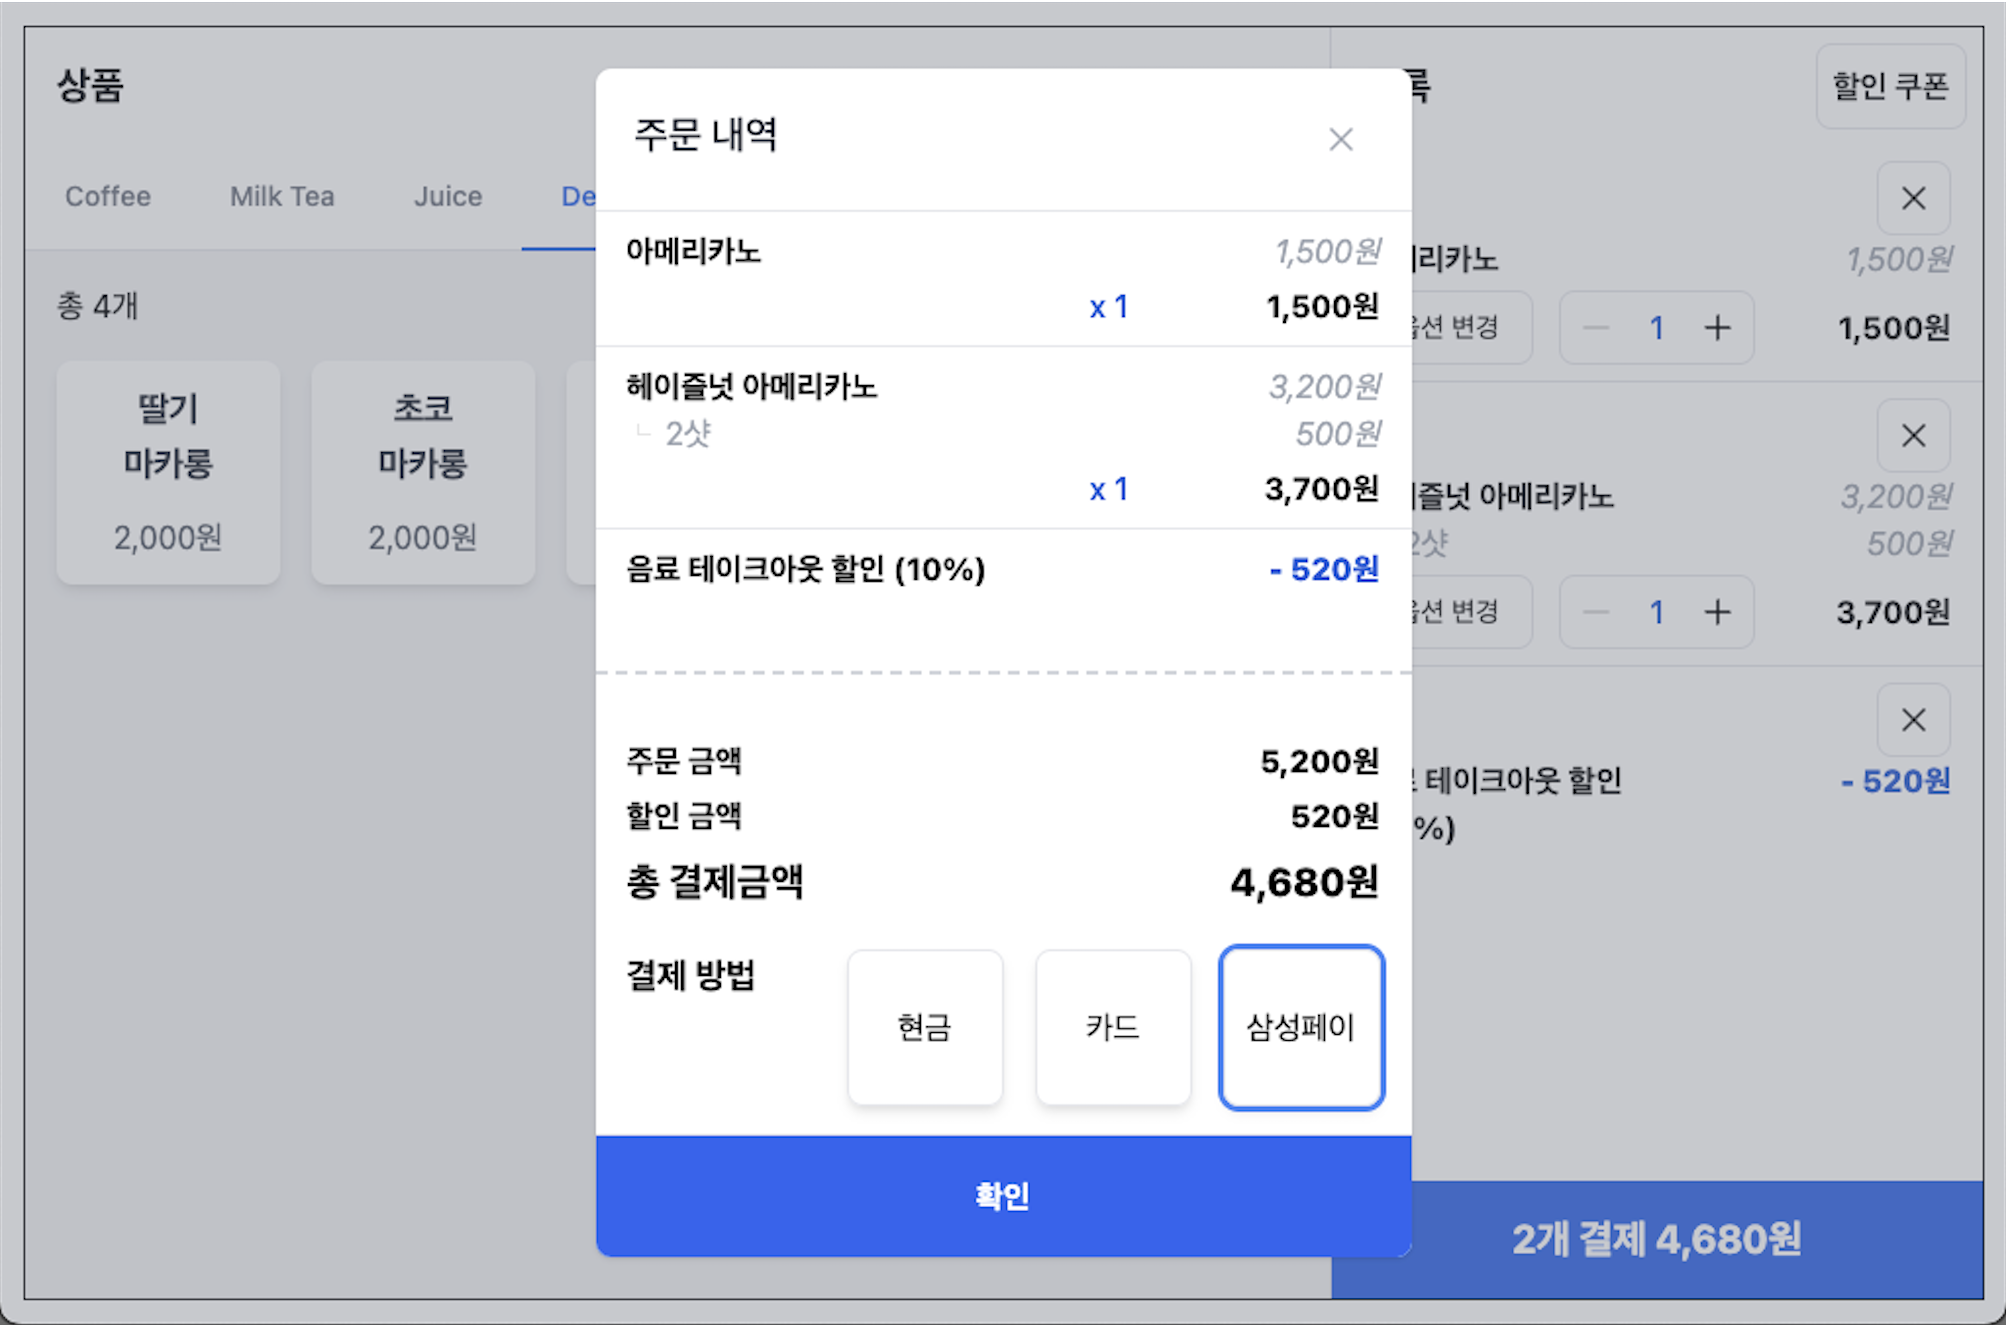 상품
Coffee
Milk Tea
Juice
De
총 4개
딸기
마카롱
2,000원
초코
마카롱
2,000원
주문 내역
아메리카노
1,500원
x 1
1,500원
헤이즐넛 아메리카노
3,200원
ㄴ 2샷
500원
x 1
3,700원
음료 테이크아웃 할인 (10%)
- 520원
주문 금액
5,200원
할인 금액
520원
총 결제금액
4,680원
결제 방법
현금
카드
삼성페이
확인
록
할인 쿠폰
리카노
1,500원
션 변경
1
1,500원
즐넛 아메리카노
3,200원
2샷
500원
션 변경
1
3,700원
테이크아웃 할인
- 520원
%)
2개 결제 4,680원